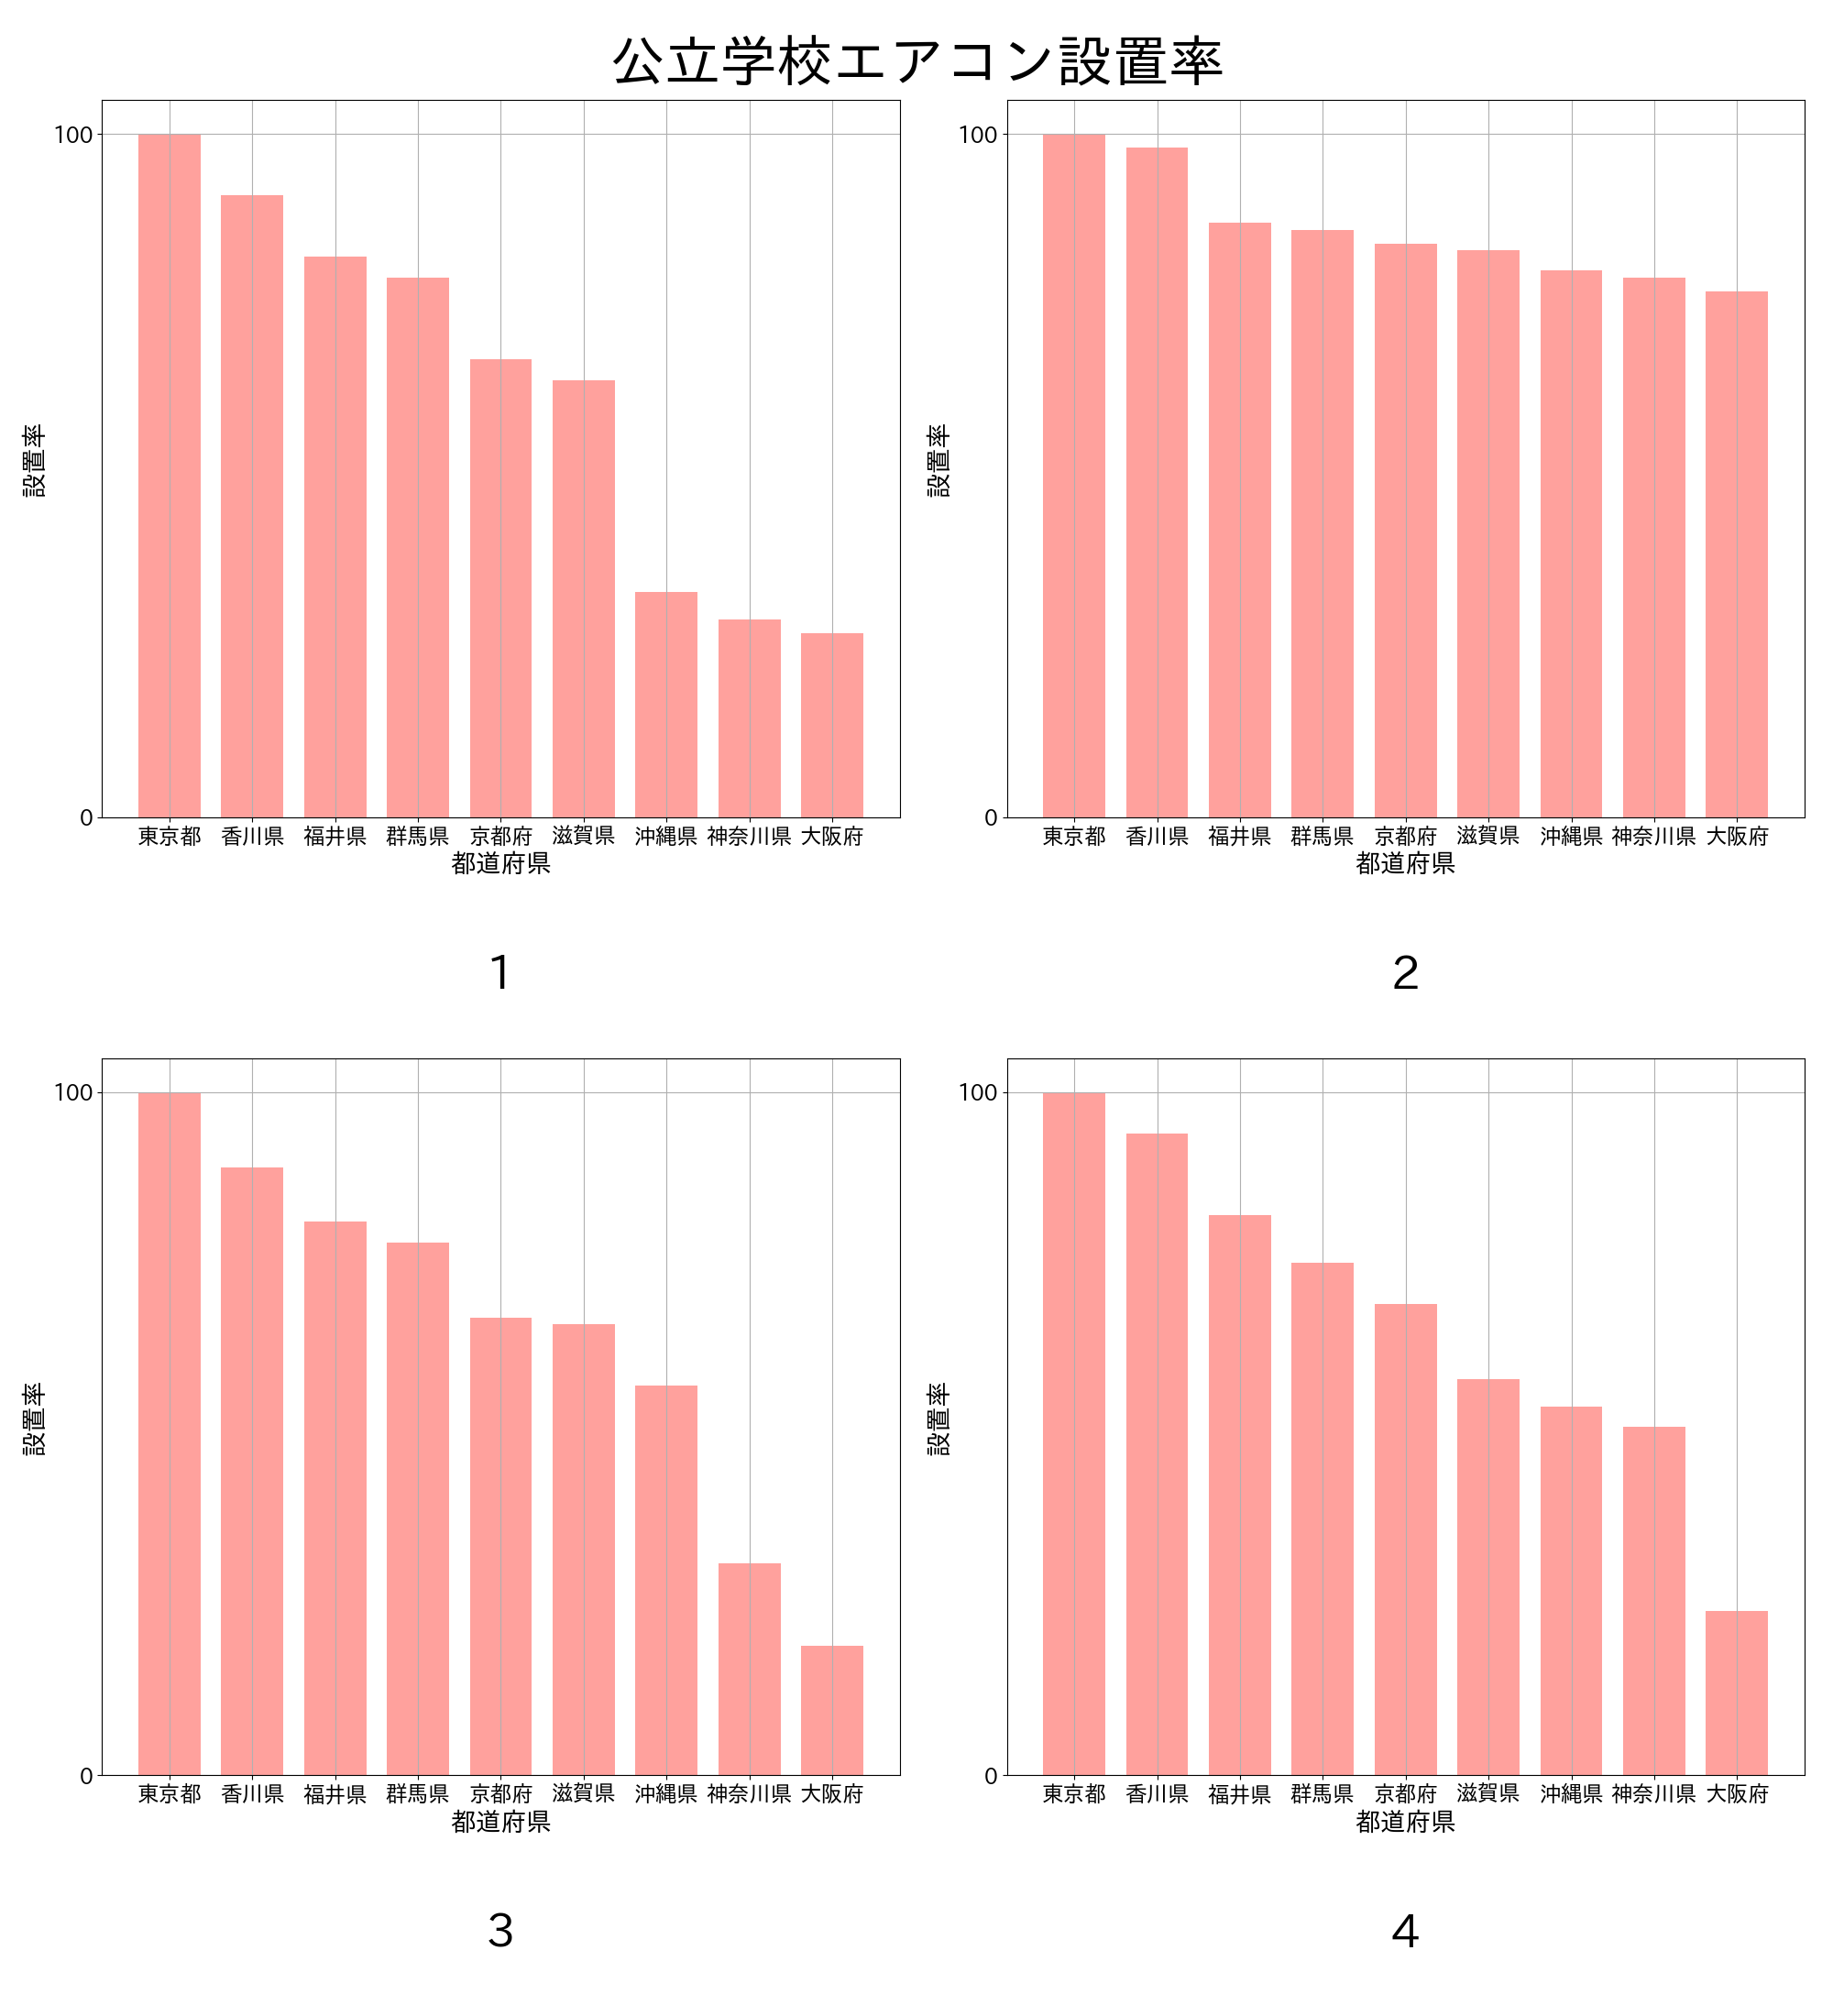 公立学校エアコン設置率
100
0
設置率
東京都 香川県 福井県 群馬県 京都府 滋賀県 沖縄県 神奈川県 大阪府
都道府県
1
100
0
設置率
東京都 香川県 福井県 群馬県 京都府 滋賀県 沖縄県 神奈川県 大阪府
都道府県
2
100
0
設置率
東京都 香川県 福井県 群馬県 京都府 滋賀県 沖縄県 神奈川県 大阪府
都道府県
3
100
0
設置率
東京都 香川県 福井県 群馬県 京都府 滋賀県 沖縄県 神奈川県 大阪府
都道府県
4